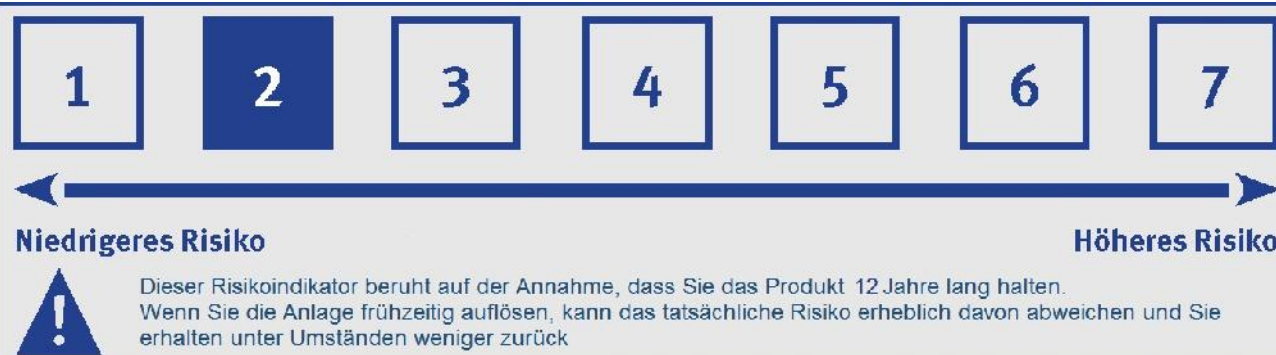 1 2 3 4 5 6 7
Niedrigeres Risiko Höheres Risiko
!
Dieser Risikoindikator beruht auf der Annahme, dass Sie das Produkt 12 Jahre lang halten.
Wenn Sie die Anlage frühzeitig auflösen, kann das tatsächliche Risiko erheblich davon abweichen und Sie
erhalten unter Umständen weniger zurück